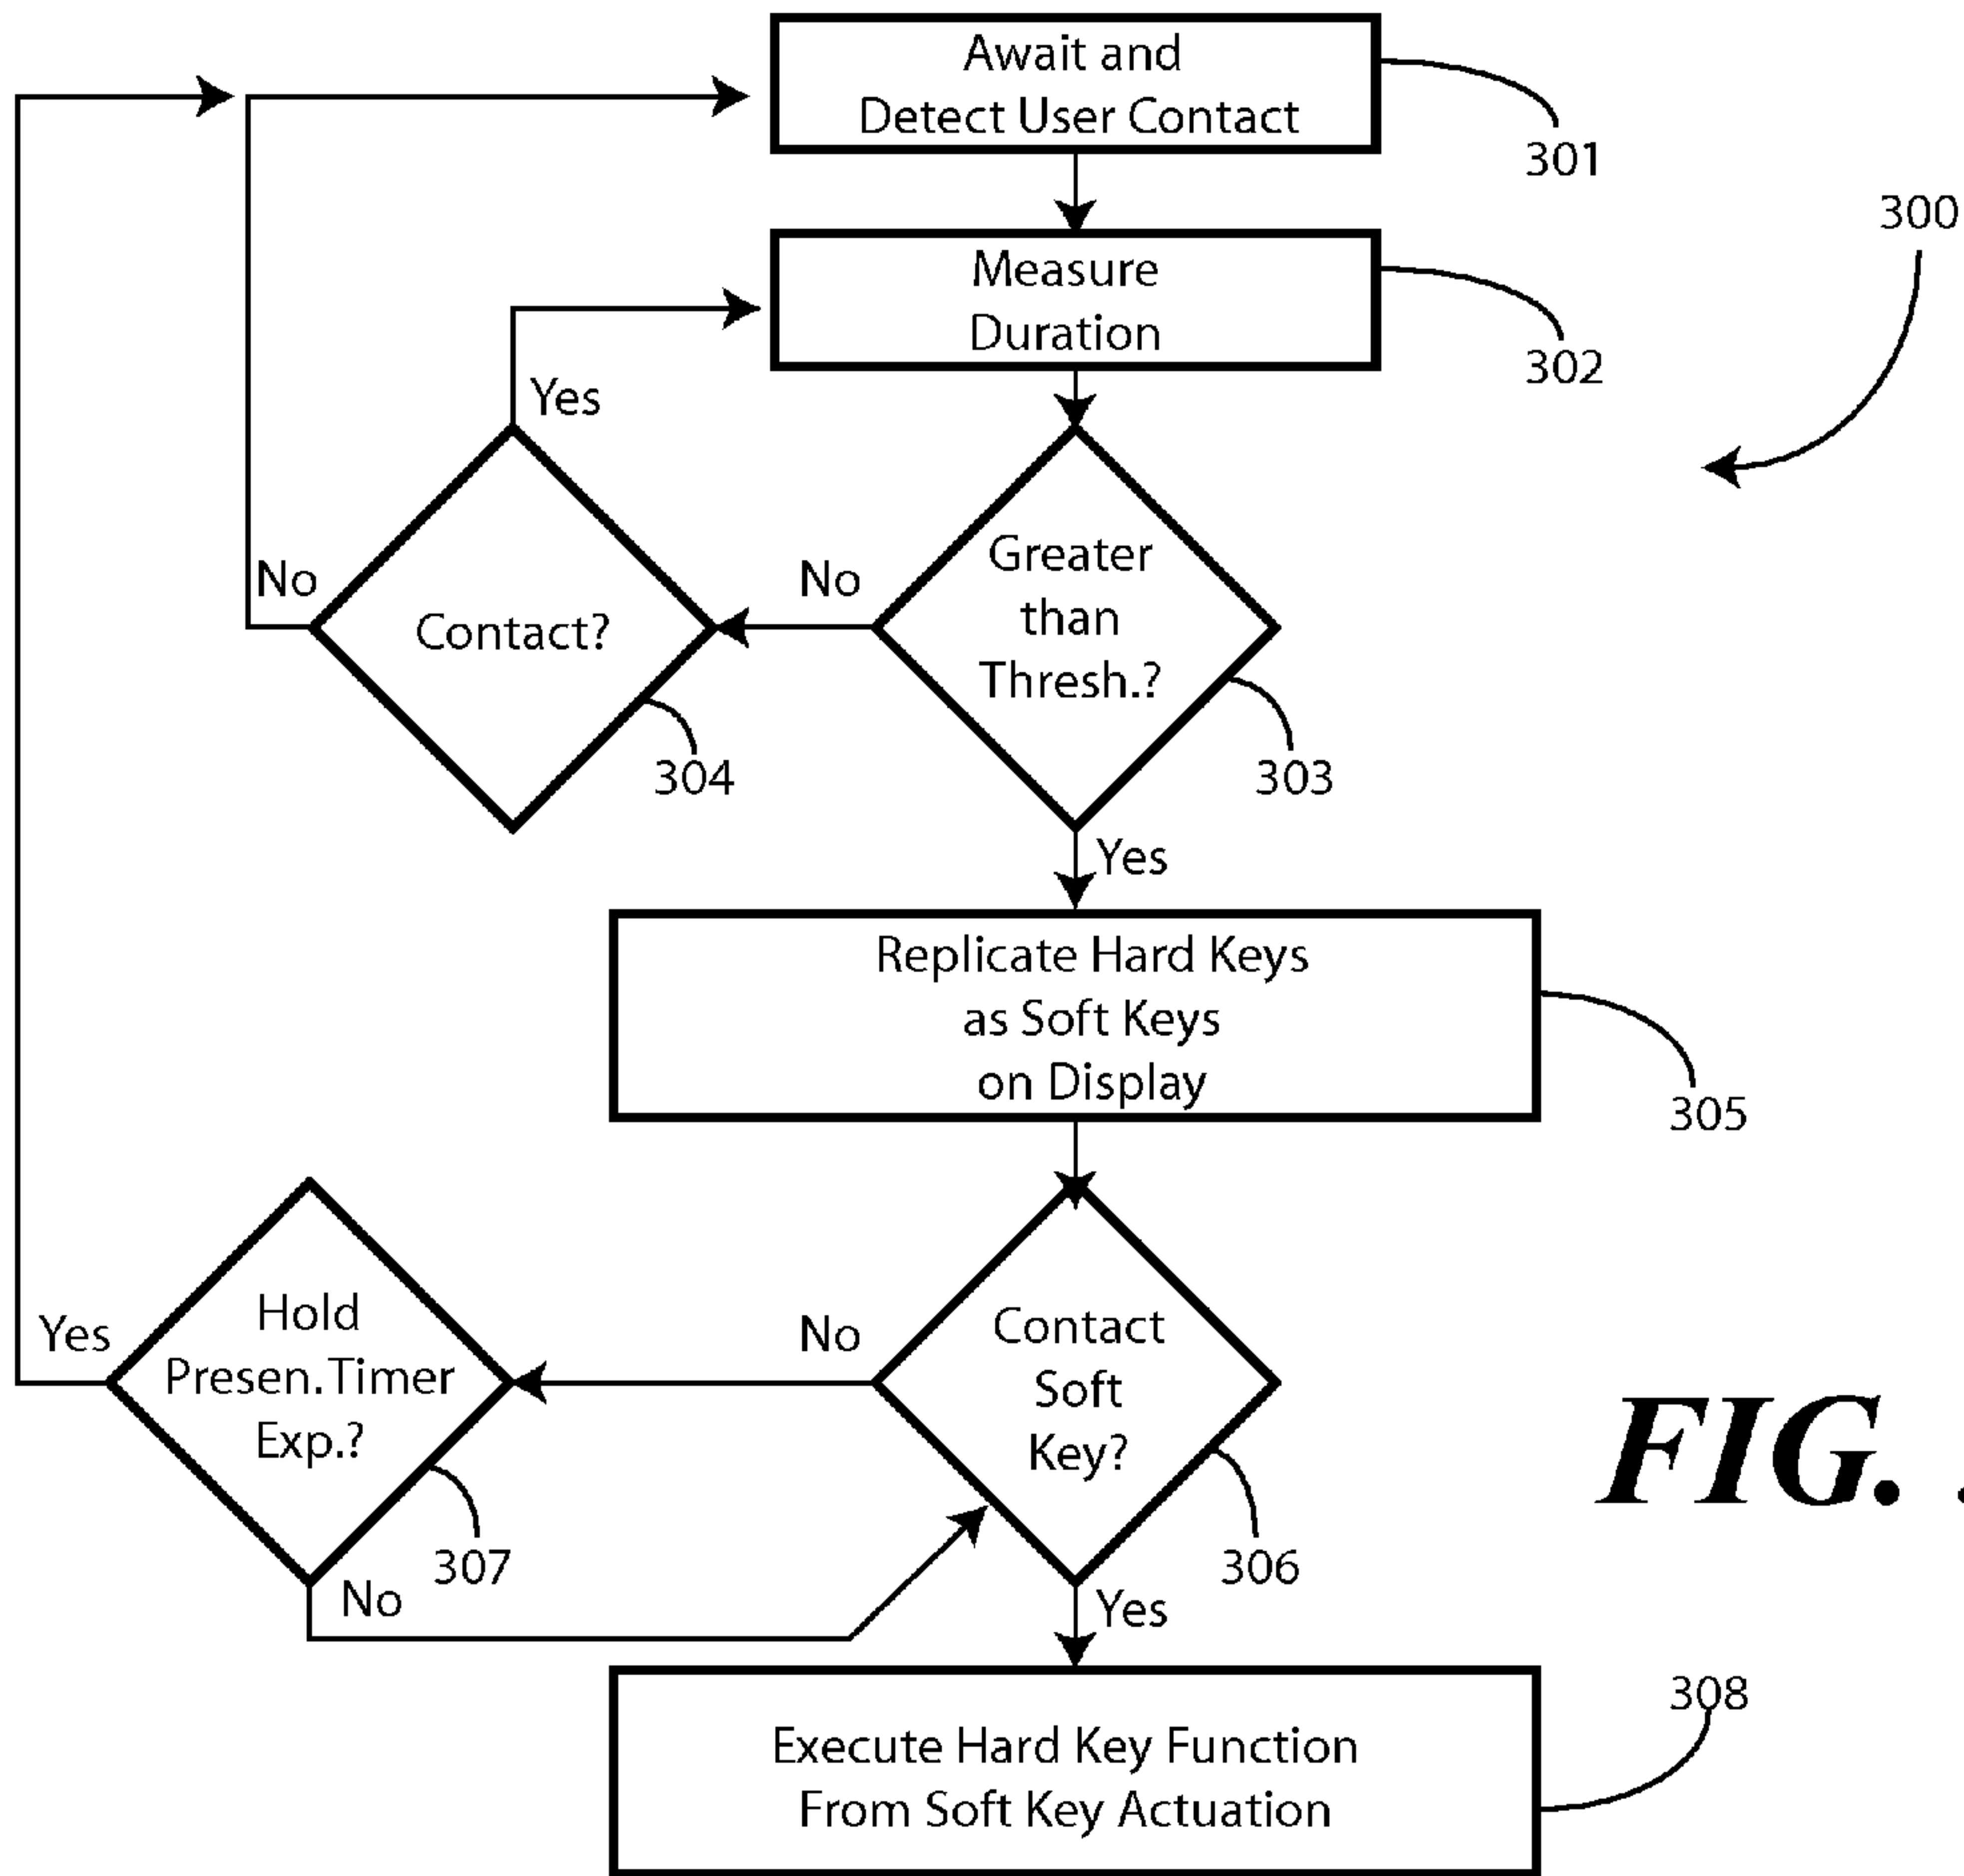 Await and
Detect User Contact
301
300
Measure
Duration
302
Yes
Greater
than
Thresh.?
No
Contact?
No
304
303
Yes
Replicate Hard Keys
as Soft Keys
on Display
305
Hold
Presen.Timer
Exp.?
Yes
No
Contact
Soft
Key?
FIG.
307
306
No
Yes
308
Execute Hard Key Function
From Soft Key Actuation